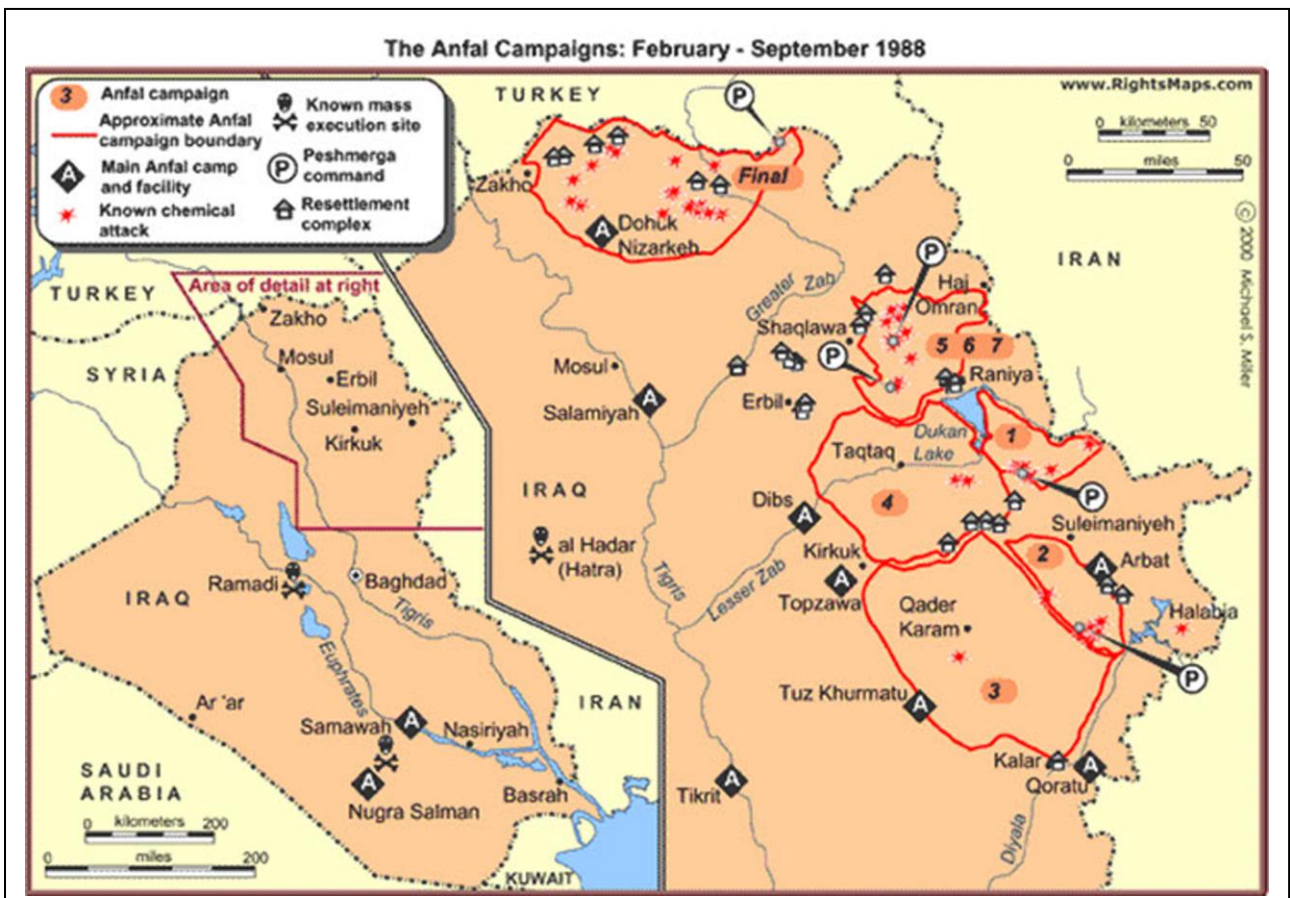 The Anfal Campaigns: February - September 1988
3
Anfal campaign
Approximate Anfal
campaign boundary
A
Main Anfal camp
and facility
Known chemical
attack
Known mass
execution site
P
Peshmerga
command
Resettlement
complex
www.RightsMaps.com
0 kilometers 50
0 miles 50
© 2000 Michael S. Miller
TURKEY
P
Zakho
Final
A
Dohuk
Nizarkeh
IRAN
P
Haj
Omran
Greater Zab
Shaqlawa
P
5 6 7
Raniya
Mosul
Erbil
A
Salamiyah
Dukan
Lake
1
Taqtaq
P
IRAQ
4
Dibs
A
Suleimaniyeh
al Hadar
(Hatra)
Kirkuk
2
A
Arbat
Tigris
Lesser Zab
A
Topzawa
Qader
Karam
Halabja
P
3
Tuz Khurmatu
A
Kalar
A
Qoratu
Tikrit
A
Diyala
Area of detail at right
TURKEY
Zakho
Mosul
SYRIA
Erbil
Suleimaniyeh
Kirkuk
Ramadi
Baghdad
IRAQ
Tigris
Euphrates
IRAN
Ar 'ar
Samawah
A
Nasiriyah
A
Nugra Salman
Basrah
SAUDI
ARABIA
0 kilometers 200
0 miles 200
KUWAIT